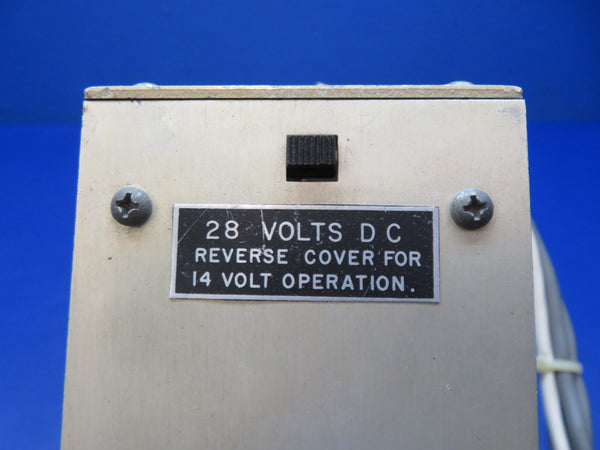 28 VOLTS D C
REVERSE COVER FOR
14 VOLT OPERATION.